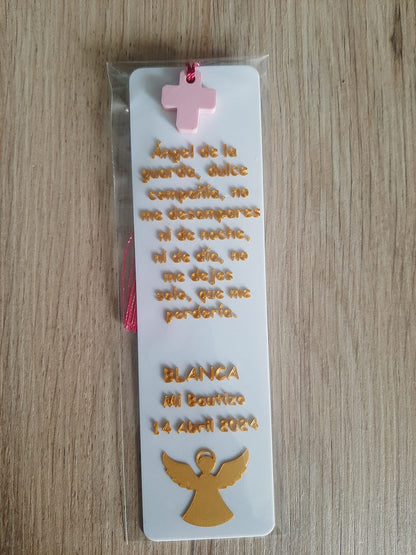 Ángel de la
guarda, dulce
compañía, no
me desampares
ni de noche,
ni de día, no
me dejes
sola, que me
perdería.
BLANCA
Mi Bautizo
14 Abril 2024